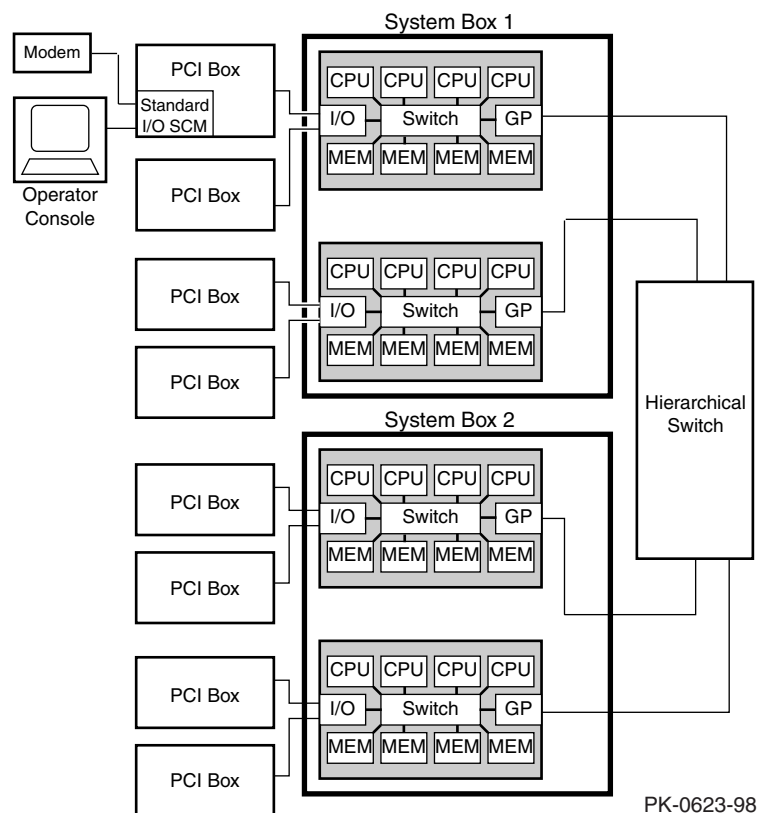 System Box 1
Modem
PCI Box
Standard
I/O SCM
Operator
Console
PCI Box
CPU CPU CPU CPU
I/O Switch GP
MEM MEM MEM MEM
PCI Box
PCI Box
CPU CPU CPU CPU
I/O Switch GP
MEM MEM MEM MEM
Hierarchical
Switch
System Box 2
PCI Box
PCI Box
CPU CPU CPU CPU
I/O Switch GP
MEM MEM MEM MEM
PCI Box
PCI Box
CPU CPU CPU CPU
I/O Switch GP
MEM MEM MEM MEM
PK-0623-98